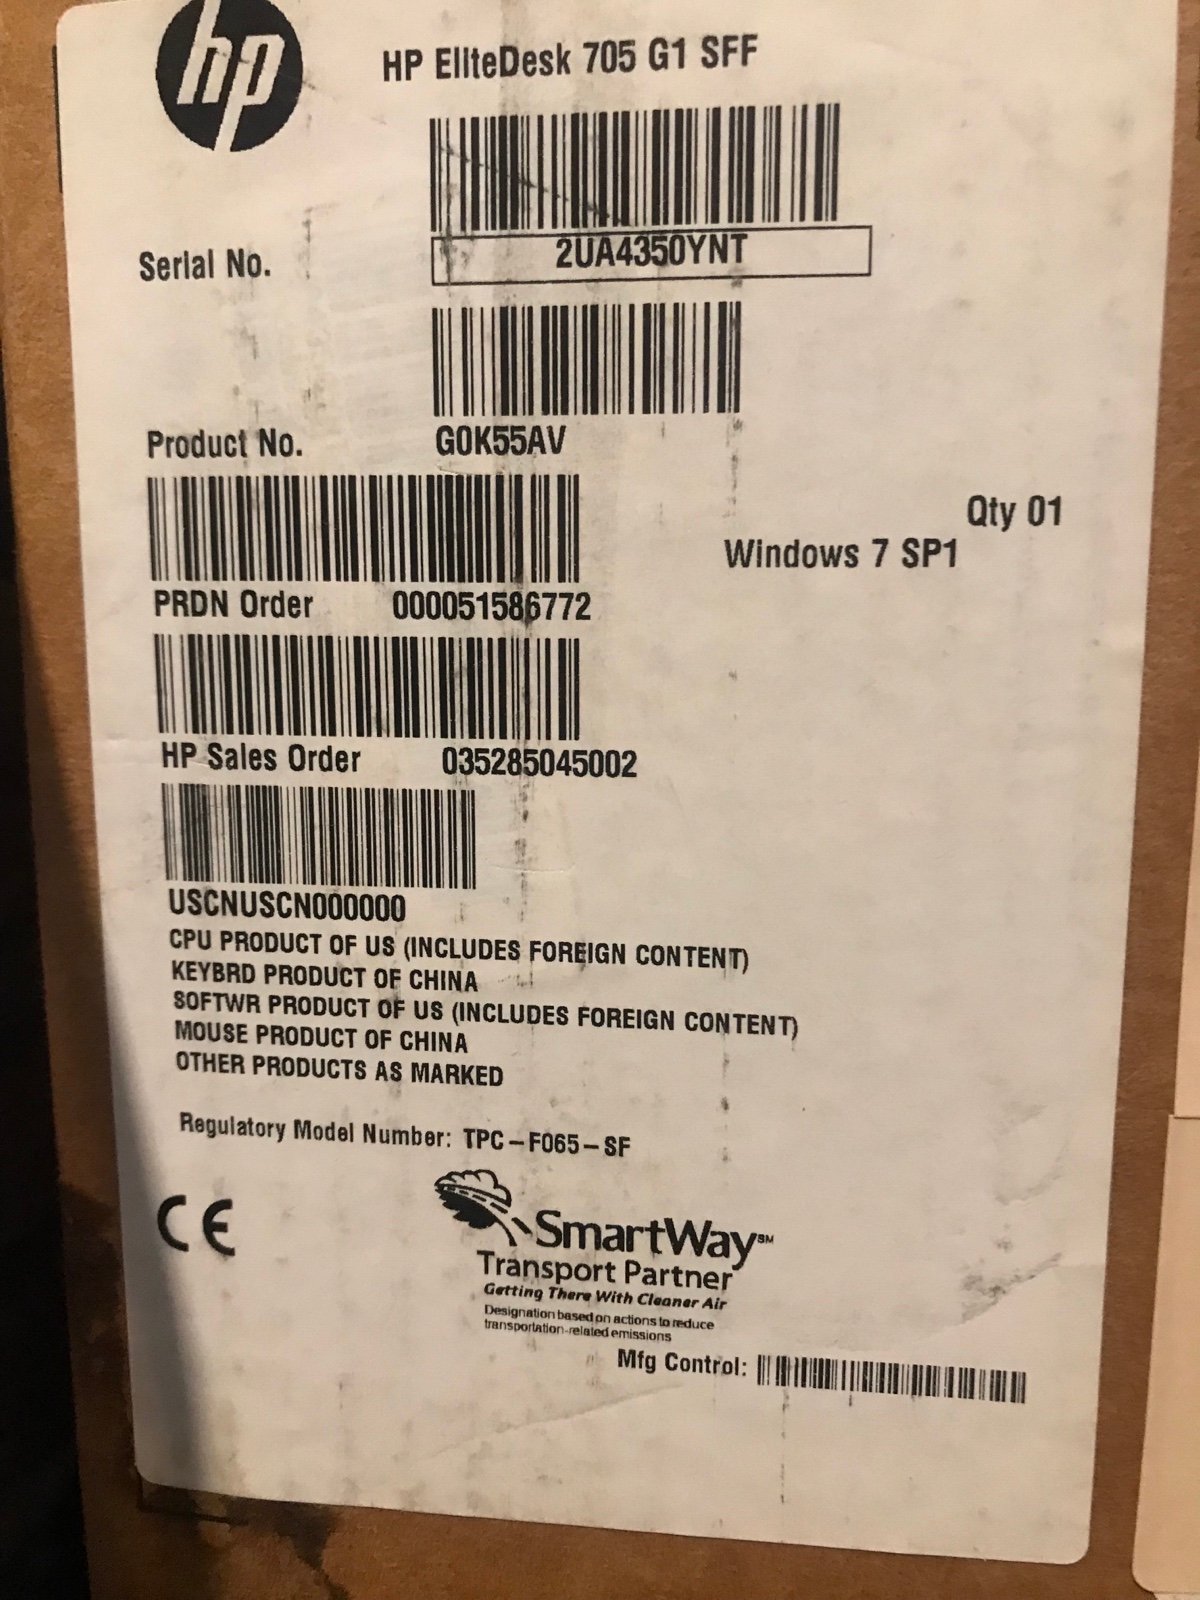 hp
HP EliteDesk 705 G1 SFF
Serial No.
2UA4350YNT
Product No.
G0K55AV
Qty 01
Windows 7 SP1
PRDN Order 000051586772
HP Sales Order 035285045002
USCNUSCN000000
CPU PRODUCT OF US (INCLUDES FOREIGN CONTENT)
KEYBRD PRODUCT OF CHINA
SOFTWR PRODUCT OF US (INCLUDES FOREIGN CONTENT)
MOUSE PRODUCT OF CHINA
OTHER PRODUCTS AS MARKED
Regulatory Model Number: TPC-F065-SF
CE
SmartWay℠
Transport Partner
Getting There With Cleaner Air
Designation based on actions to reduce
transportation-related emissions
Mfg Control: